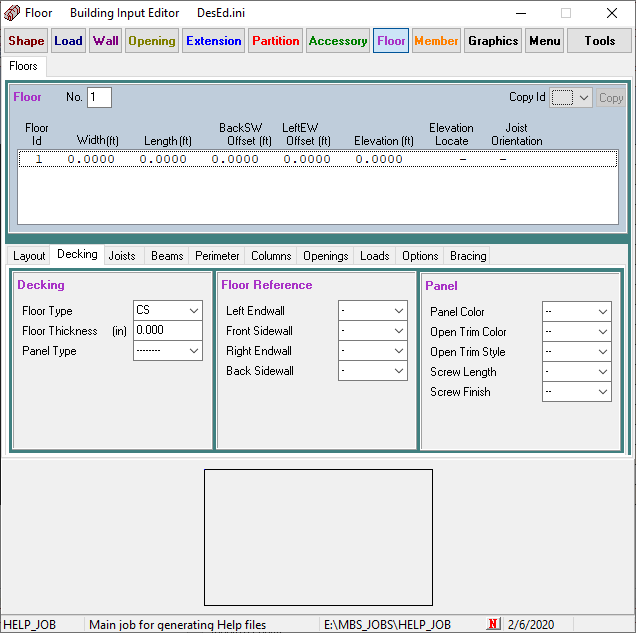 Floor Building Input Editor DesEd.ini
Shape Load Wall Opening Extension Partition Accessory Floor Member Graphics Menu Tools
Floors
Floor No. 1 Copy Id Copy
Floor Id Width(ft) Length (ft) BackSW Offset (ft) LeftEW Offset (ft) Elevation (ft) Elevation Locate Joist Orientation
1 0.0000 0.0000 0.0000 0.0000 0.0000 – –
Layout Decking Joists Beams Perimeter Columns Openings Loads Options Bracing
Decking
Floor Type CS
Floor Thickness (in) 0.000
Panel Type --------
Floor Reference
Left Endwall -
Front Sidewall -
Right Endwall -
Back Sidewall -
Panel
Panel Color --
Open Trim Color --
Open Trim Style --
Screw Length -
Screw Finish --
HELP_JOB Main job for generating Help files E:\MBS_JOBS\HELP_JOB N 2/6/2020